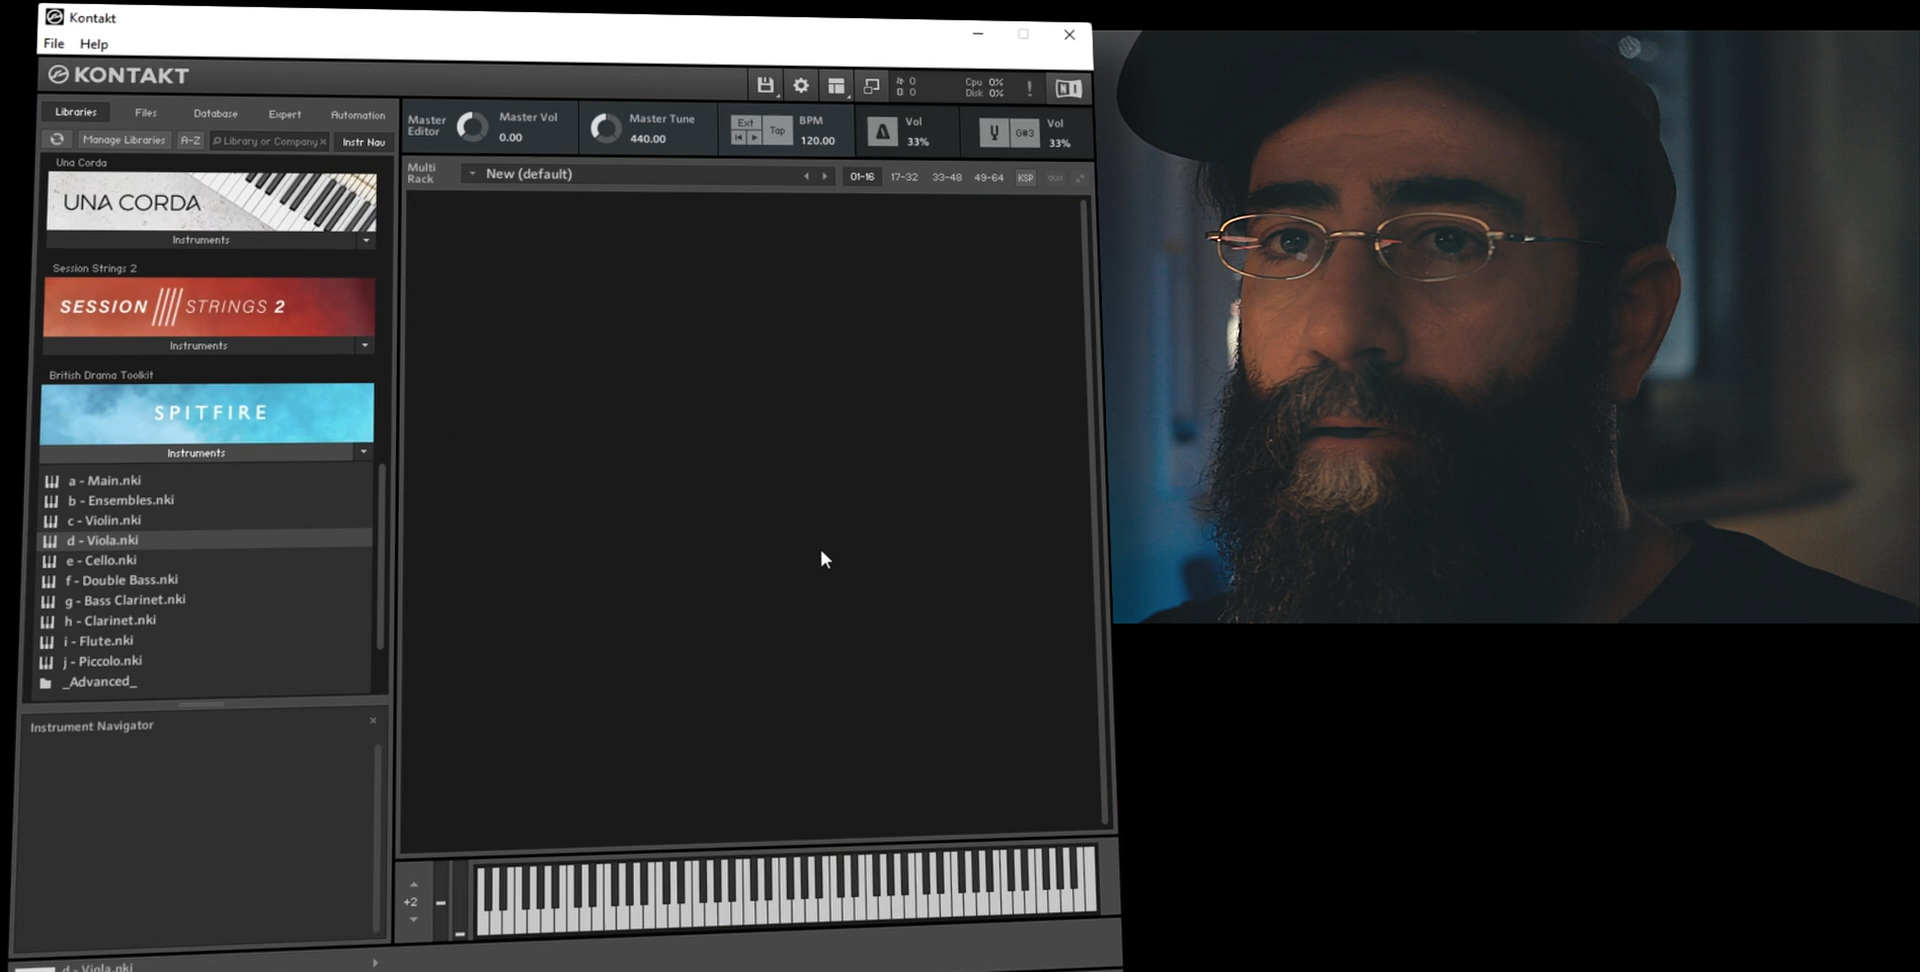 Kontakt
File Help
KONTAKT
0
0
Cpu 0%
Disk 0%
!
NI
Libraries Files Database Expert Automation
Manage Libraries A-Z Library or Company × Instr Nav
Master
Editor
Master Vol
0.00
Master Tune
440.00
Ext
Tap
BPM
120.00
Vol
33%
G#3
Vol
33%
Multi
Rack
New (default)
01-16 17-32 33-48 49-64 KSP
Una Corda
UNA CORDA
Instruments
Session Strings 2
SESSION STRINGS 2
Instruments
British Drama Toolkit
SPITFIRE
Instruments
a - Main.nki
b - Ensembles.nki
c - Violin.nki
d - Viola.nki
e - Cello.nki
f - Double Bass.nki
g - Bass Clarinet.nki
h - Clarinet.nki
i - Flute.nki
j - Piccolo.nki
_Advanced_
Instrument Navigator
+2
d - Viola.nki